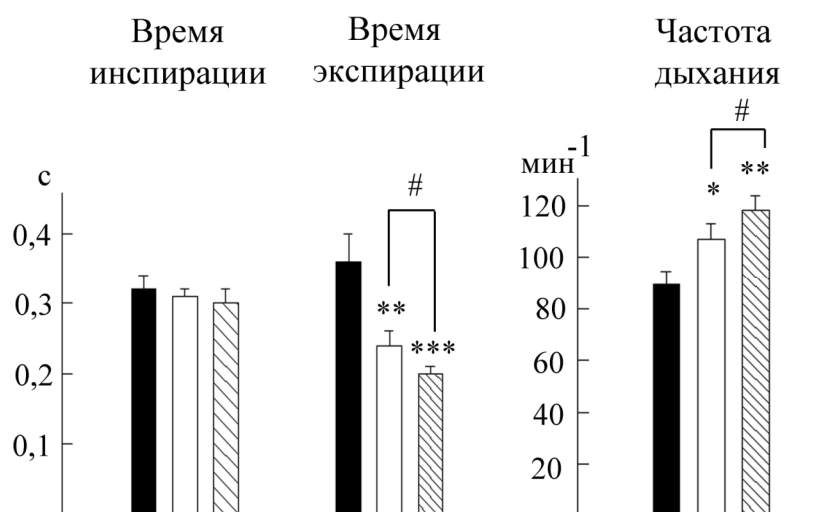 Время
инспирации
Время
экспирации
Частота
дыхания
с
0,4
0,3
0,2
0,1
#
**
***
мин-1
120
100
80
60
40
20
#
*
**